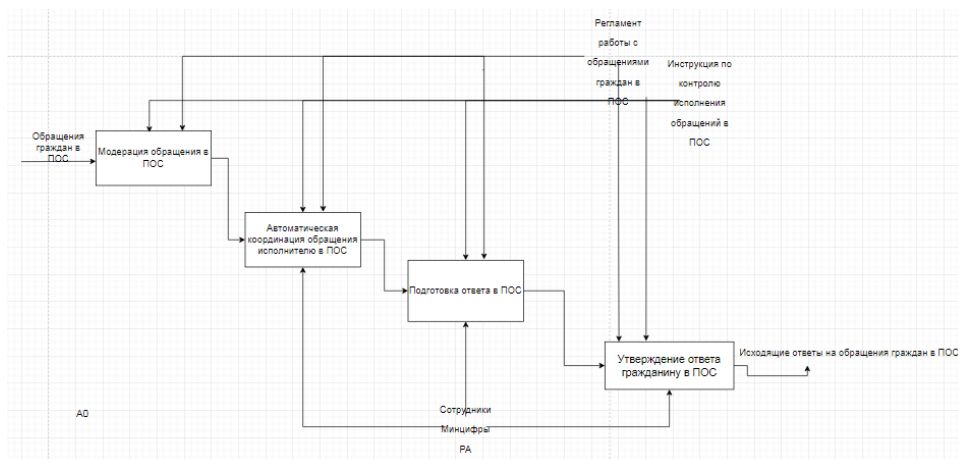 Регламент
работы с
обращениями
граждан в
ПОС
Инструкция по
контролю
исполнения
обращений в
ПОС
Обращения
граждан в
ПОС
Модерация обращения в
ПОС
Автоматическая
координация обращения
исполнителю в ПОС
Подготовка ответа в ПОС
Утверждение ответа
гражданину в ПОС
Исходящие ответы на обращения граждан в ПОС
Сотрудники
Минцифры
РА
A0